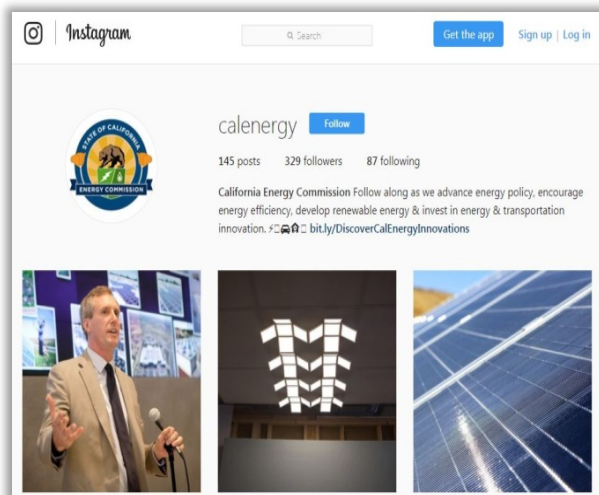 Instagram
Search
Get the app
Sign up | Log in
STATE OF CALIFORNIA
ENERGY COMMISSION
calenergy
Follow
145 posts 329 followers 87 following
California Energy Commission Follow along as we advance energy policy, encourage
energy efficiency, develop renewable energy & invest in energy & transportation
innovation. ⚡🚗🏠 bit.ly/DiscoverCalEnergyInnovations